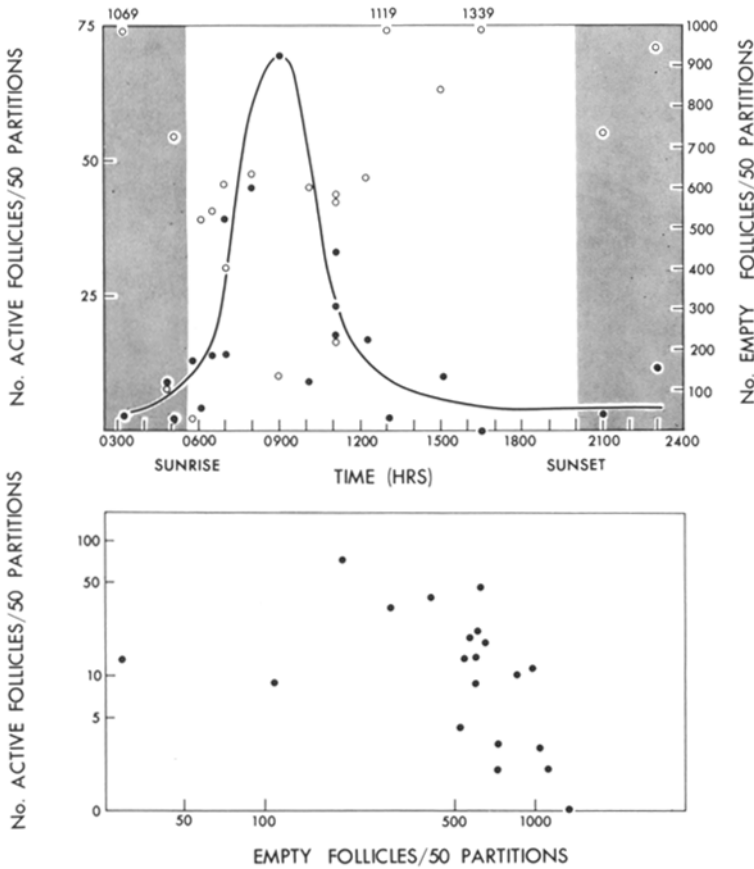 1069 1119 1339
No. ACTIVE FOLLICLES/50 PARTITIONS
75
50
25
No. EMPTY FOLLICLES/50 PARTITIONS
1000
900
800
700
600
500
400
300
200
100
0300 0600 0900 1200 1500 1800 2100 2400
SUNRISE SUNSET
TIME (HRS)
No. ACTIVE FOLLICLES/50 PARTITIONS
100
50
10
5
0
50 100 500 1000
EMPTY FOLLICLES/50 PARTITIONS